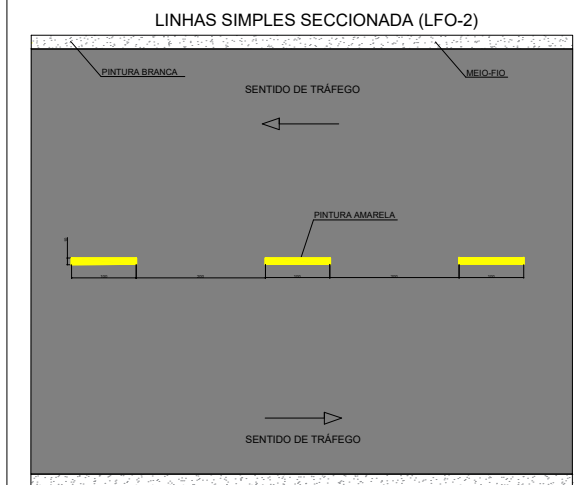 LINHAS SIMPLES SECCIONADA (LFO-2)
PINTURA BRANCA
MEIO-FIO
SENTIDO DE TRÁFEGO
PINTURA AMARELA
SENTIDO DE TRÁFEGO